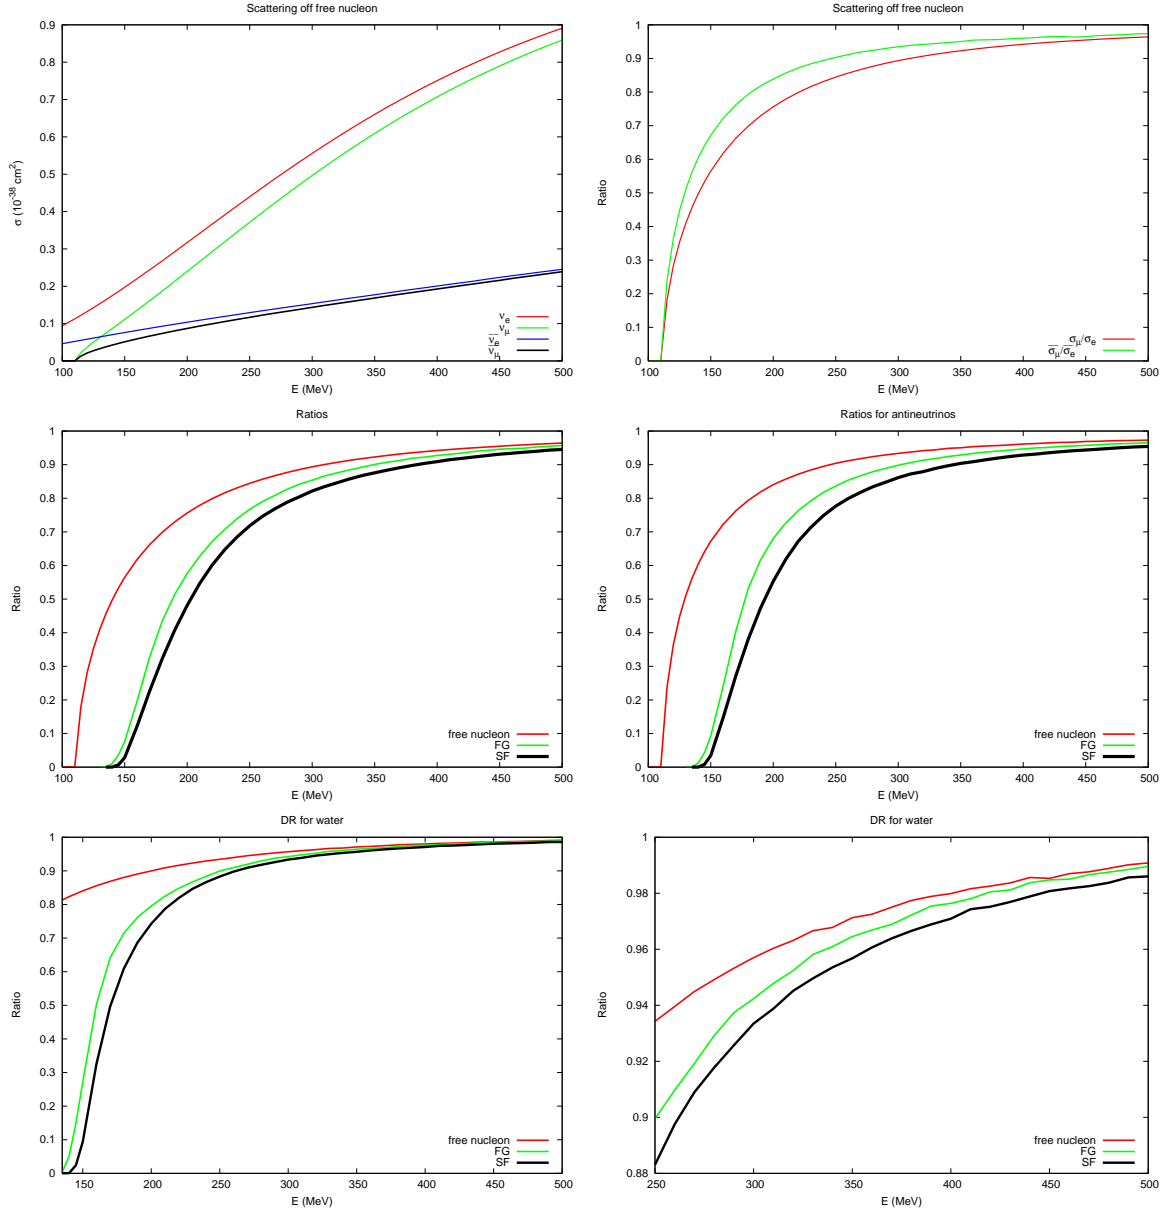 Scattering off free nucleon
0.9
0.8
0.7
0.6
0.5
0.4
0.3
0.2
0.1
0
σ (10⁻³⁸ cm²)
ν_e
ν_μ
ν̅_e
ν̅_μ
100 150 200 250 300 350 400 450 500
E (MeV)
Scattering off free nucleon
1
0.9
0.8
0.7
0.6
0.5
0.4
0.3
0.2
0.1
0
Ratio
σ_μ/σ_e
σ̅_μ/σ̅_e
100 150 200 250 300 350 400 450 500
E (MeV)
Ratios
1
0.9
0.8
0.7
0.6
0.5
0.4
0.3
0.2
0.1
0
Ratio
free nucleon
FG
SF
100 150 200 250 300 350 400 450 500
E (MeV)
Ratios for antineutrinos
1
0.9
0.8
0.7
0.6
0.5
0.4
0.3
0.2
0.1
0
Ratio
free nucleon
FG
SF
100 150 200 250 300 350 400 450 500
E (MeV)
DR for water
1
0.9
0.8
0.7
0.6
0.5
0.4
0.3
0.2
0.1
0
Ratio
free nucleon
FG
SF
150 200 250 300 350 400 450 500
E (MeV)
DR for water
1
0.98
0.96
0.94
0.92
0.9
0.88
Ratio
free nucleon
FG
SF
250 300 350 400 450 500
E (MeV)